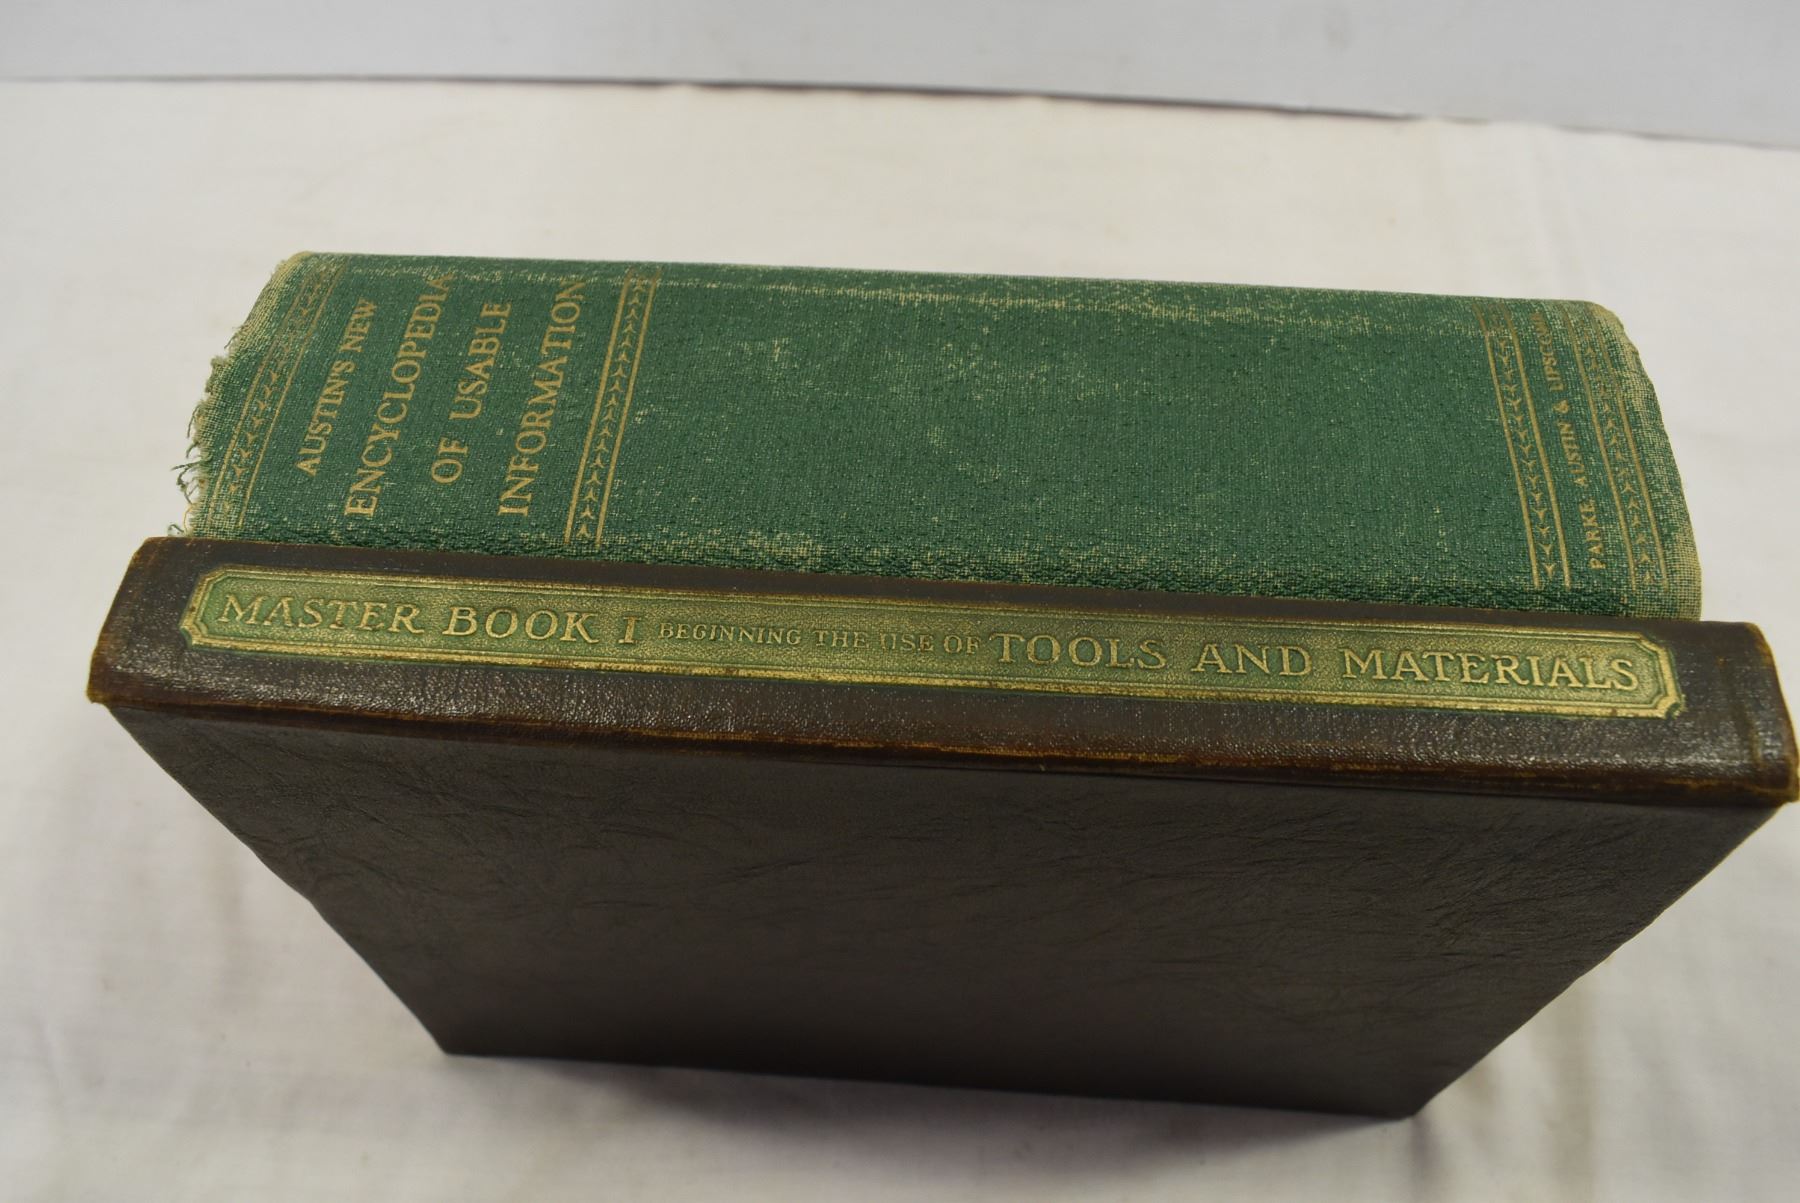 AUSTIN'S NEW
ENCYCLOPEDIA
OF USABLE
INFORMATION
PARKE, AUSTIN & LIPSCOMB
MASTER BOOK I BEGINNING THE USE OF TOOLS AND MATERIALS